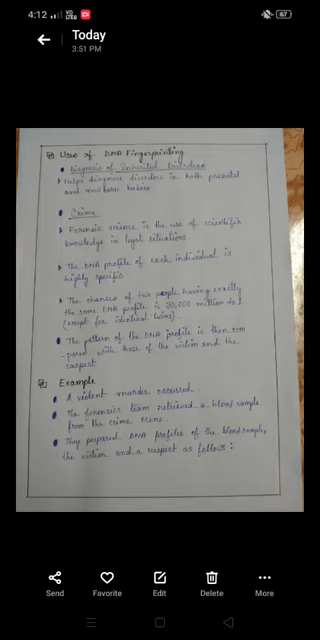 4:12
67
Today
3:51 PM
Uses of DNA Fingerprinting
Diagnosis of Inherited Disorders
Helps diagnose disorders in both prenatal
and newborn babies.
Crime
Forensic science is the use of scientific
knowledge in legal situations
The DNA profile of each individual is
highly specific
The chances of two people having exactly
the same DNA profile is 30,000 million to 1
(except for identical twins)
The pattern of the DNA profile is then com
-pared with those of the victim and the
suspect
Example
A violent murder occurred.
The forensics team retrieved a blood sample
from the crime scene.
They prepared DNA profiles of the blood sample,
the victim and a suspect as follows:
Send
Favorite
Edit
Delete
More